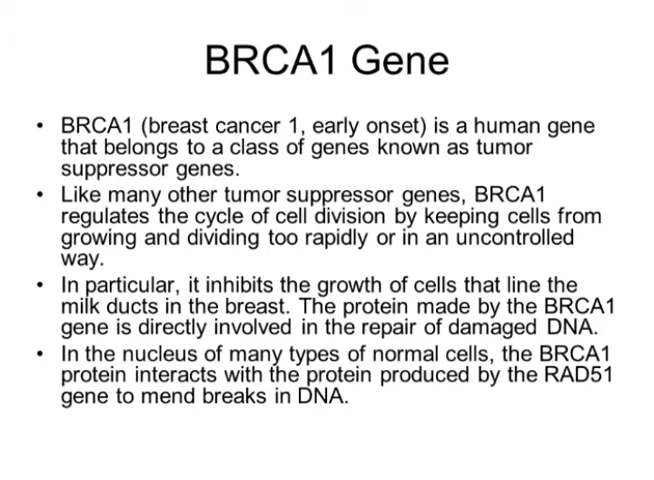 BRCA1 Gene
• BRCA1 (breast cancer 1, early onset) is a human gene
that belongs to a class of genes known as tumor
suppressor genes.
• Like many other tumor suppressor genes, BRCA1
regulates the cycle of cell division by keeping cells from
growing and dividing too rapidly or in an uncontrolled
way.
• In particular, it inhibits the growth of cells that line the
milk ducts in the breast. The protein made by the BRCA1
gene is directly involved in the repair of damaged DNA.
• In the nucleus of many types of normal cells, the BRCA1
protein interacts with the protein produced by the RAD51
gene to mend breaks in DNA.